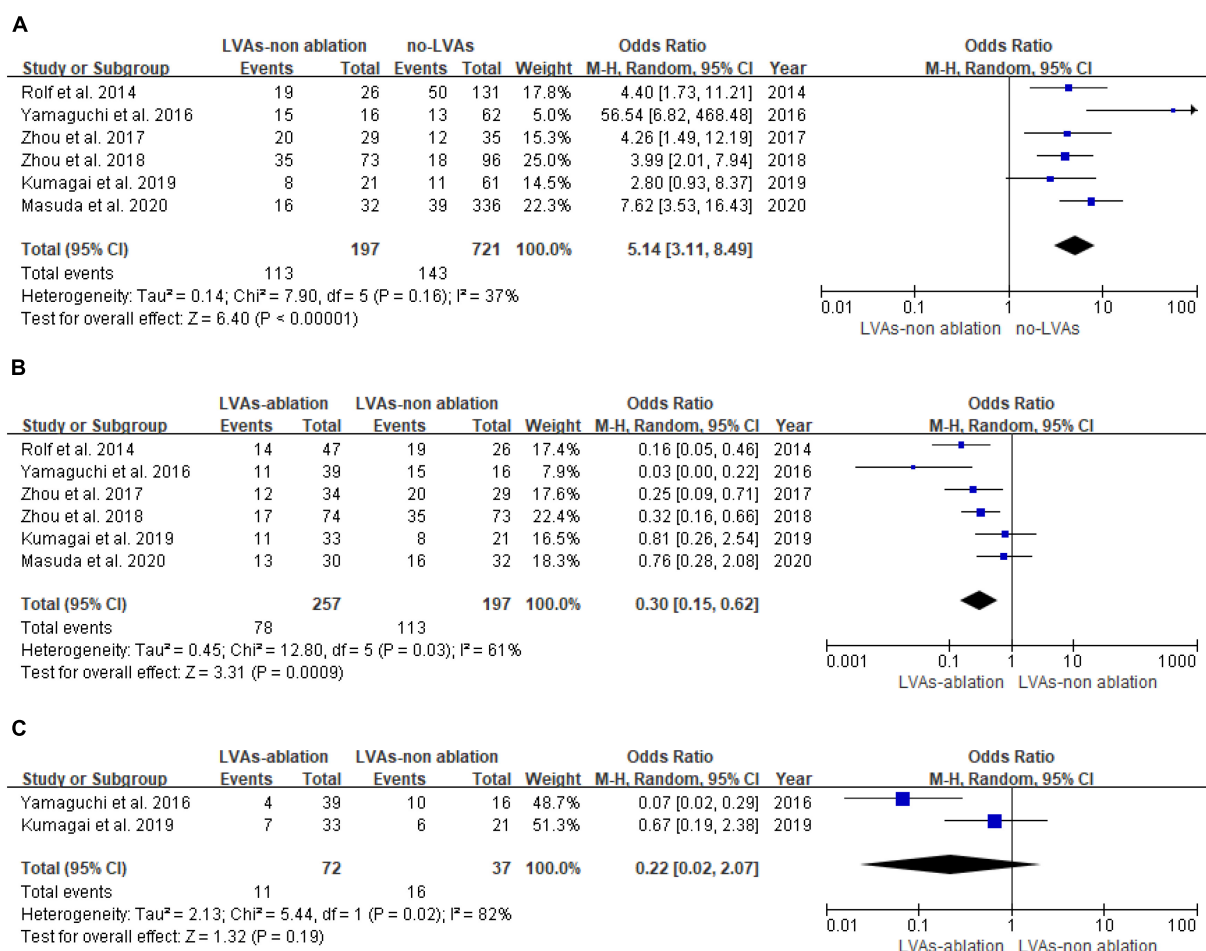 A
LVAs-non ablation no-LVAs Odds Ratio Odds Ratio
Study or Subgroup Events Total Events Total Weight M-H, Random, 95% CI Year M-H, Random, 95% CI
Rolf et al. 2014 19 26 50 131 17.8% 4.40 [1.73, 11.21] 2014
Yamaguchi et al. 2016 15 16 13 62 5.0% 56.54 [6.82, 468.48] 2016
Zhou et al. 2017 20 29 12 35 15.3% 4.26 [1.49, 12.19] 2017
Zhou et al. 2018 35 73 18 96 25.0% 3.99 [2.01, 7.94] 2018
Kumagai et al. 2019 8 21 11 61 14.5% 2.80 [0.93, 8.37] 2019
Masuda et al. 2020 16 32 39 336 22.3% 7.62 [3.53, 16.43] 2020
Total (95% CI) 197 721 100.0% 5.14 [3.11, 8.49]
Total events 113 143
Heterogeneity: Tau² = 0.14; Chi² = 7.90, df = 5 (P = 0.16); I² = 37%
Test for overall effect: Z = 6.40 (P < 0.00001)
0.01 0.1 1 10 100
LVAs-non ablation no-LVAs
B
LVAs-ablation LVAs-non ablation Odds Ratio Odds Ratio
Study or Subgroup Events Total Events Total Weight M-H, Random, 95% CI Year M-H, Random, 95% CI
Rolf et al. 2014 14 47 19 26 17.4% 0.16 [0.05, 0.46] 2014
Yamaguchi et al. 2016 11 39 15 16 7.9% 0.03 [0.00, 0.22] 2016
Zhou et al. 2017 12 34 20 29 17.6% 0.25 [0.09, 0.71] 2017
Zhou et al. 2018 17 74 35 73 22.4% 0.32 [0.16, 0.66] 2018
Kumagai et al. 2019 11 33 8 21 16.5% 0.81 [0.26, 2.54] 2019
Masuda et al. 2020 13 30 16 32 18.3% 0.76 [0.28, 2.08] 2020
Total (95% CI) 257 197 100.0% 0.30 [0.15, 0.62]
Total events 78 113
Heterogeneity: Tau² = 0.45; Chi² = 12.80, df = 5 (P = 0.03); I² = 61%
Test for overall effect: Z = 3.31 (P = 0.0009)
0.001 0.1 1 10 1000
LVAs-ablation LVAs-non ablation
C
LVAs-ablation LVAs-non ablation Odds Ratio Odds Ratio
Study or Subgroup Events Total Events Total Weight M-H, Random, 95% CI Year M-H, Random, 95% CI
Yamaguchi et al. 2016 4 39 10 16 48.7% 0.07 [0.02, 0.29] 2016
Kumagai et al. 2019 7 33 6 21 51.3% 0.67 [0.19, 2.38] 2019
Total (95% CI) 72 37 100.0% 0.22 [0.02, 2.07]
Total events 11 16
Heterogeneity: Tau² = 2.13; Chi² = 5.44, df = 1 (P = 0.02); I² = 82%
Test for overall effect: Z = 1.32 (P = 0.19)
0.01 0.1 1 10 100
LVAs-ablation LVAs-non ablation